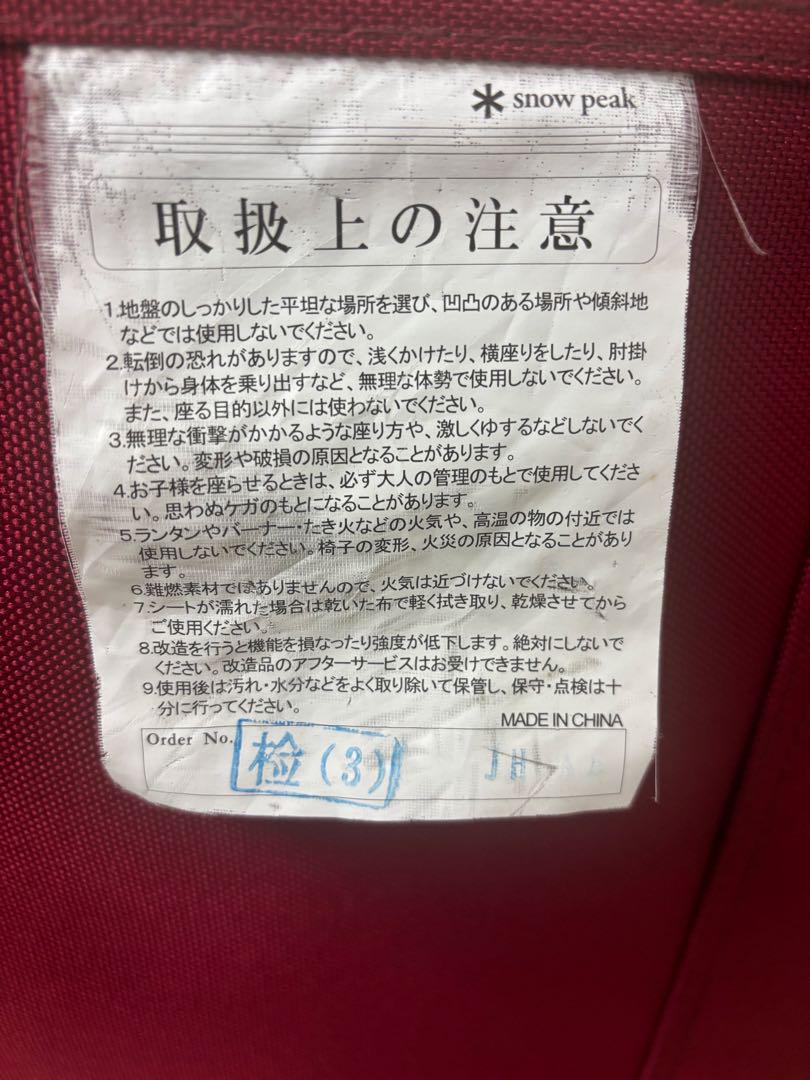 snow peak
取扱上の注意
1.地盤のしっかりした平坦な場所を選び、凹凸のある場所や傾斜地
などでは使用しないでください。
2.転倒の恐れがありますので、浅くかけたり、横座りをしたり、肘掛
けから身体を乗り出すなど、無理な体勢で使用しないでください。
また、座る目的以外には使わないでください。
3.無理な衝撃がかかるような座り方や、激しくゆするなどしないでく
ださい。変形や破損の原因となることがあります。
4.お子様を座らせるときは、必ず大人の管理のもとで使用してくださ
い。思わぬケガのもとになることがあります。
5.ランタンやバーナー・たき火などの火気や、高温の物の付近では
使用しないでください。椅子の変形、火災の原因となることがあり
ます。
6.難燃素材ではありませんので、火気は近づけないでください。
7.シートが濡れた場合は乾いた布で軽く拭き取り、乾燥させてから
ご使用ください。
8.改造を行うと機能を損なったり強度が低下します。絶対にしないで
ください。改造品のアフターサービスはお受けできません。
9.使用後は汚れ・水分などをよく取り除いて保管し、保守・点検は十
分に行ってください。
MADE IN CHINA
Order No.
检(3)